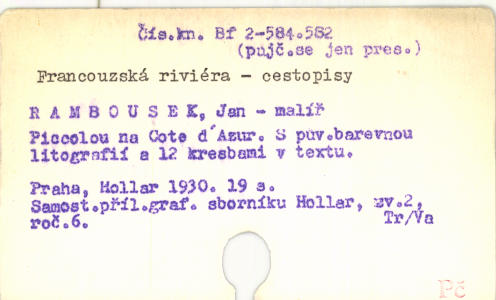 čís.kn. Bf 2-584.582
(pujč.se jen pres.)
Francouzská riviéra - cestopisy
R A M B O U S E K, Jan - malíř
Piccolou na Cote d´Azur. S pův.barevnou
litografií a 12 kresbami v textu.
Praha, Hollar 1930. 19 s.
Samost.příl.graf. sborníku Hollar, sv.2,
roč.6.
Tr/Va
Pč